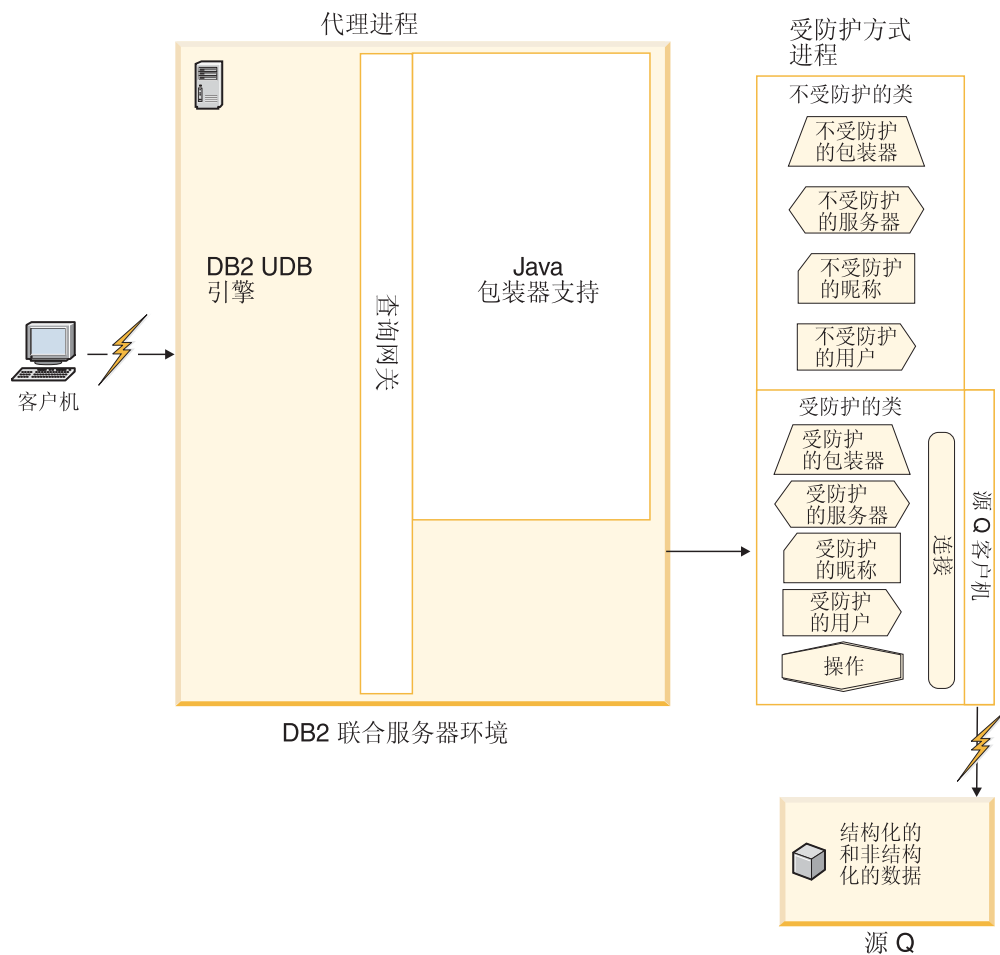 代理进程
受防护方式
进程
不受防护的类
不受防护
的包装器
不受防护
的服务器
不受防护
的昵称
不受防护
的用户
DB2 UDB
引擎
查询网关
Java
包装器支持
客户机
受防护的类
受防护
的包装器
受防护
的服务器
受防护
的昵称
受防护
的用户
操作
连接
源 Q 客户机
DB2 联合服务器环境
结构化的
和非结构
化的数据
源 Q